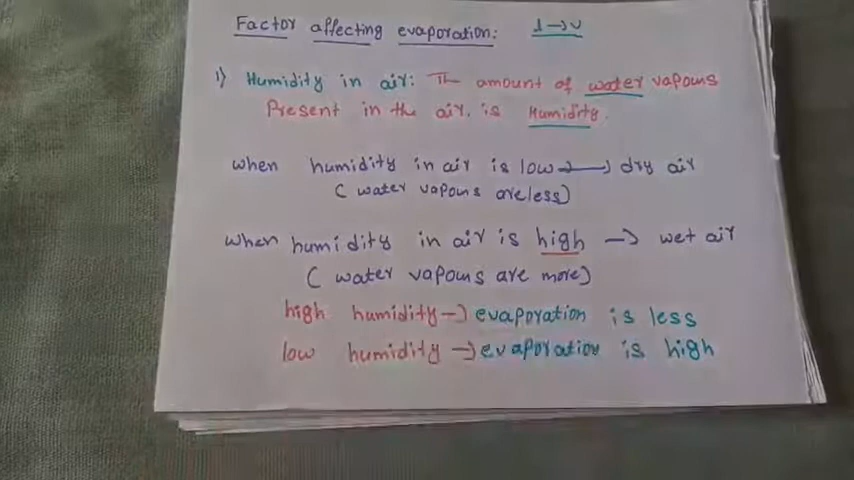 Factor affecting evaporation: l→v
1) Humidity in air: The amount of water vapours
Present in the air. is Humidity.
when humidity in air is low → dry air
( water vapours are less)
when humidity in air is high → wet air
( water vapours are more)
high humidity → evaporation is less
low humidity → evaporation is high